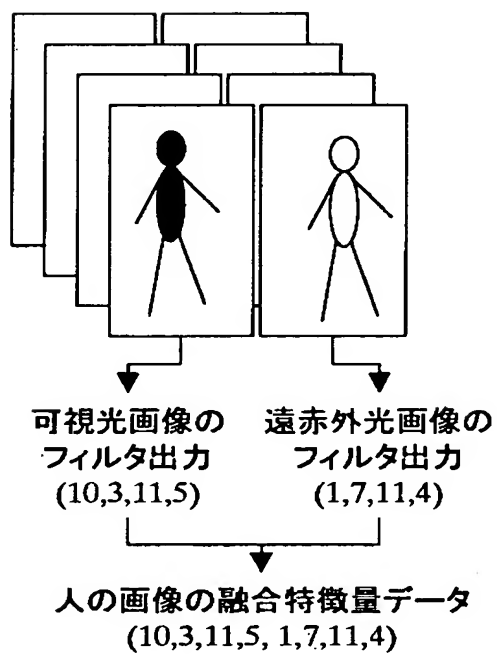 可視光画像の
フィルタ出力
(10,3,11,5)
遠赤外光画像の
フィルタ出力
(1,7,11,4)
人の画像の融合特徴量データ
(10,3,11,5, 1,7,11,4)